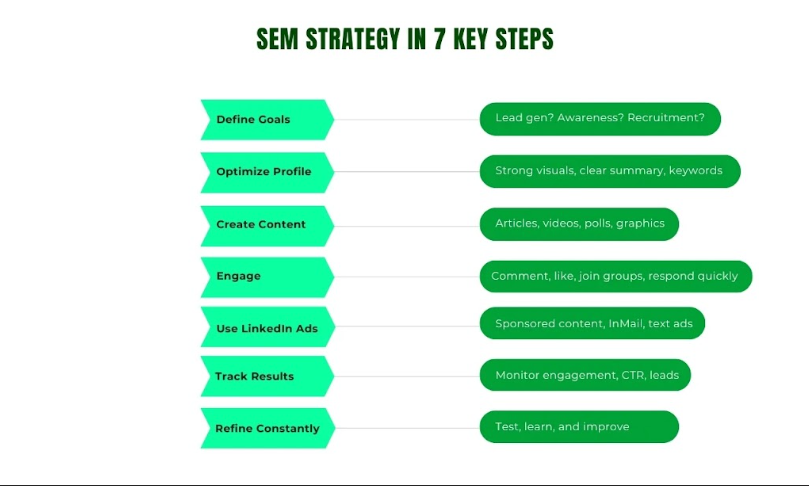 SEM STRATEGY IN 7 KEY STEPS
Define Goals
Lead gen? Awareness? Recruitment?
Optimize Profile
Strong visuals, clear summary, keywords
Create Content
Articles, videos, polls, graphics
Engage
Comment, like, join groups, respond quickly
Use LinkedIn Ads
Sponsored content, InMail, text ads
Track Results
Monitor engagement, CTR, leads
Refine Constantly
Test, learn, and improve